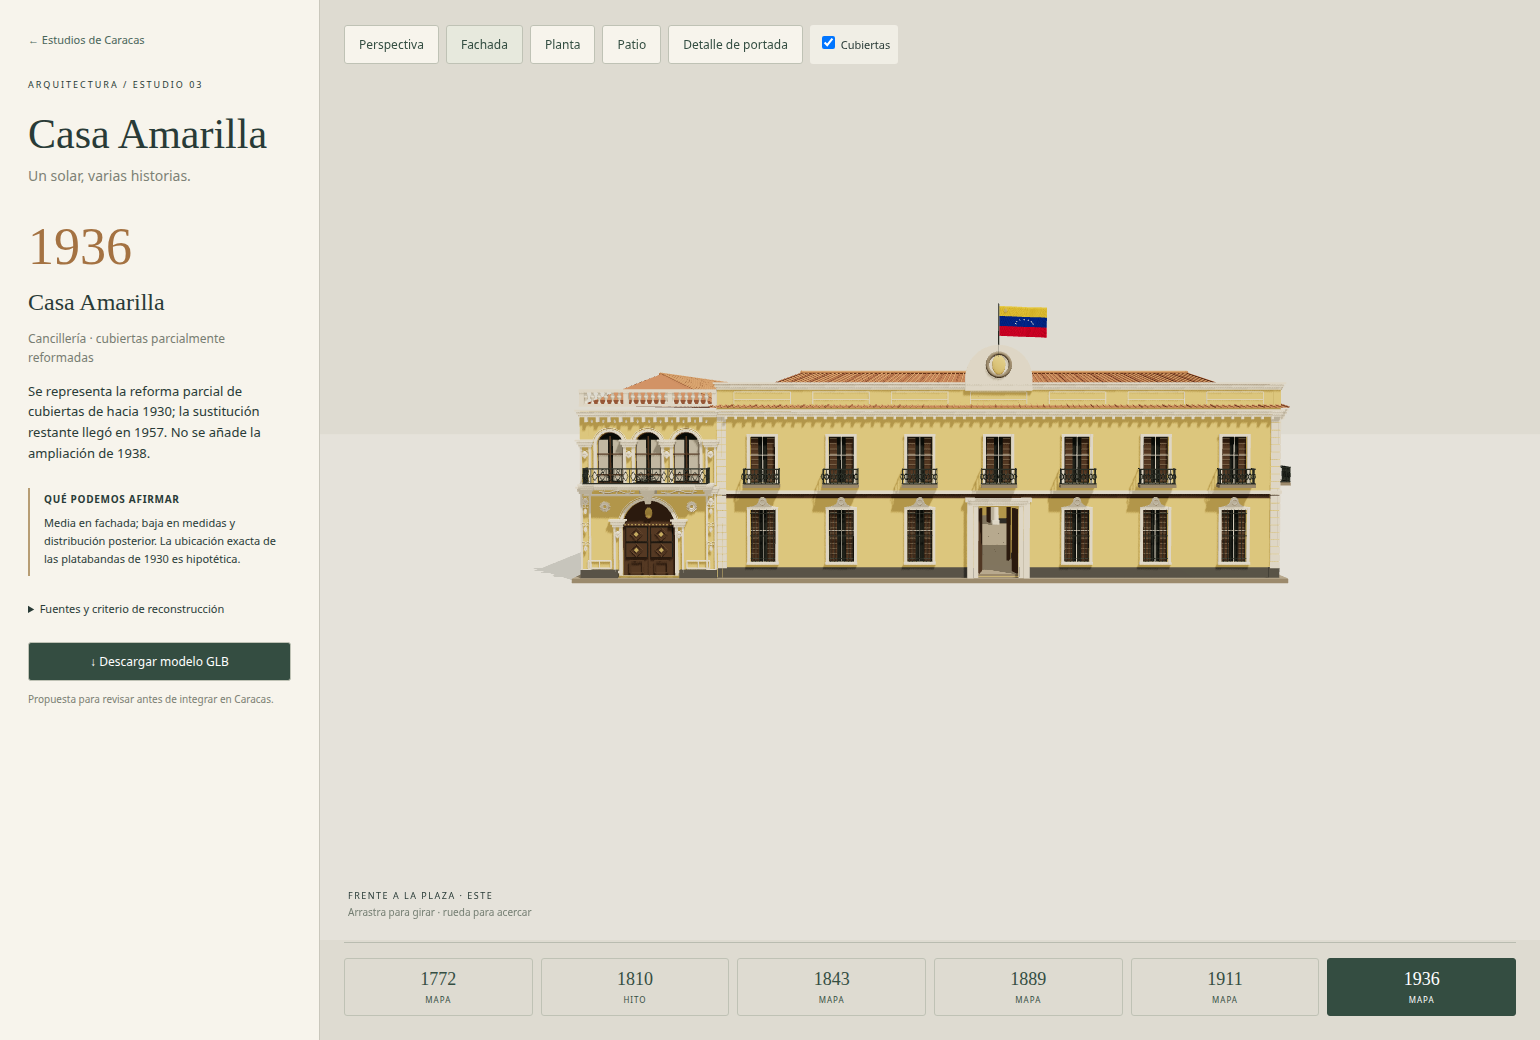 ← Estudios de Caracas
ARQUITECTURA / ESTUDIO 03
Casa Amarilla
Un solar, varias historias.
1936
Casa Amarilla
Cancillería · cubiertas parcialmente
reformadas
Se representa la reforma parcial de
cubiertas de hacia 1930; la sustitución
restante llegó en 1957. No se añade la
ampliación de 1938.
QUÉ PODEMOS AFIRMAR
Media en fachada; baja en medidas y
distribución posterior. La ubicación exacta de
las platabandas de 1930 es hipotética.
▶ Fuentes y criterio de reconstrucción
↓ Descargar modelo GLB
Propuesta para revisar antes de integrar en Caracas.
Perspectiva
Fachada
Planta
Patio
Detalle de portada
Cubiertas
FRENTE A LA PLAZA · ESTE
Arrastra para girar · rueda para acercar
1772
MAPA
1810
HITO
1843
MAPA
1889
MAPA
1911
MAPA
1936
MAPA